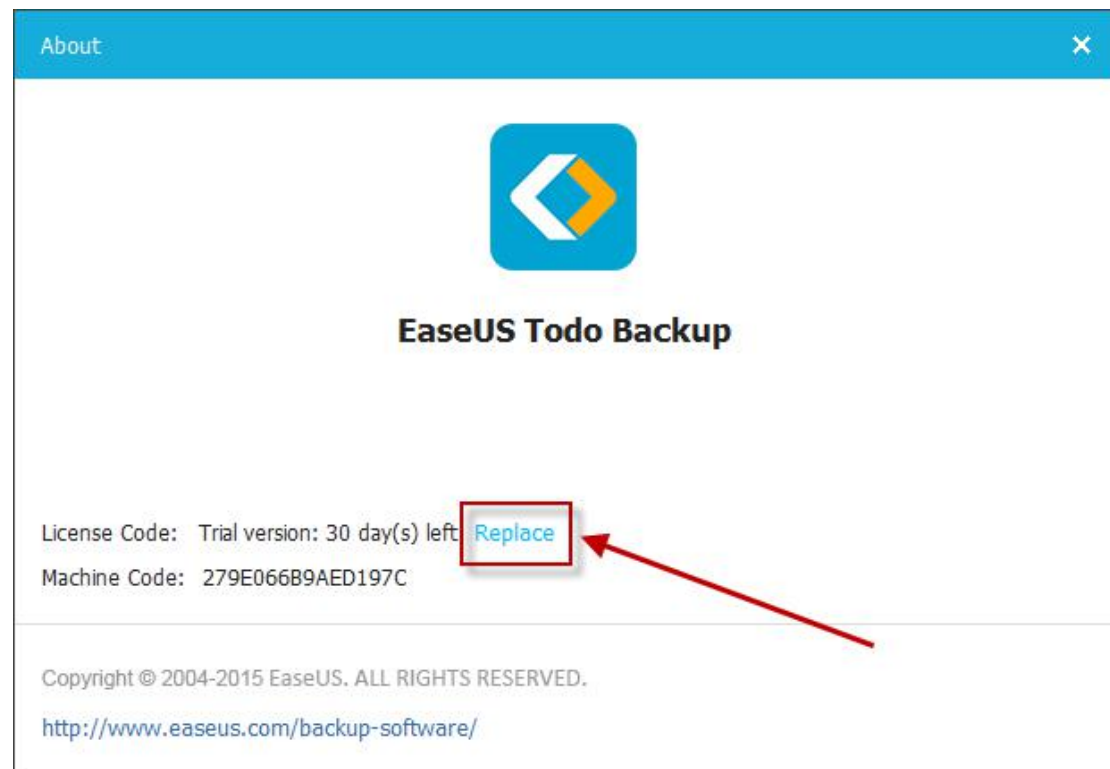 About
EaseUS Todo Backup
License Code: Trial version: 30 day(s) left Replace
Machine Code: 279E066B9AED197C
Copyright © 2004-2015 EaseUS. ALL RIGHTS RESERVED.
http://www.easeus.com/backup-software/